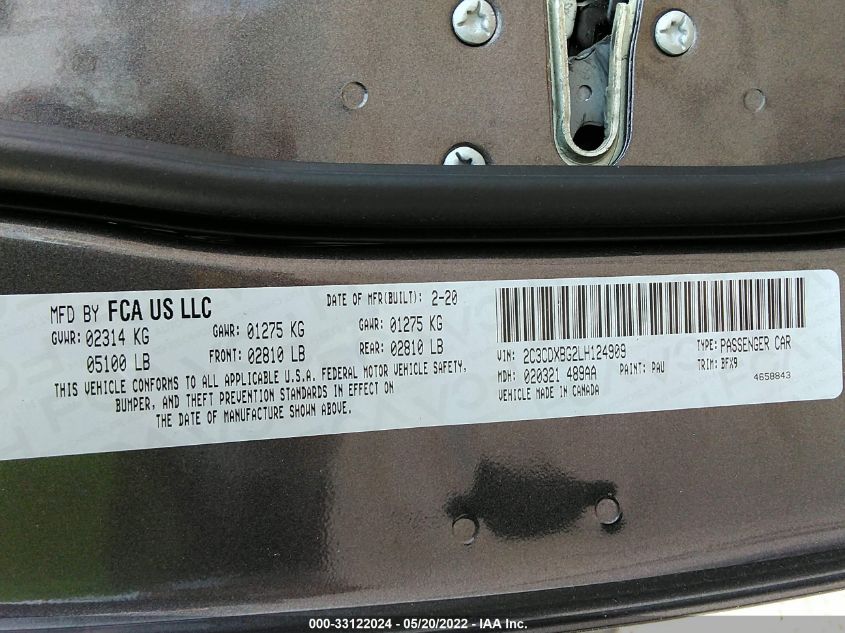 MFD BY FCA US LLC DATE OF MFR(BUILT): 2-20
GVWR: 02314 KG GAWR: 01275 KG GAWR: 01275 KG
05100 LB FRONT: 02810 LB REAR: 02810 LB
THIS VEHICLE CONFORMS TO ALL APPLICABLE U.S.A. FEDERAL MOTOR VEHICLE SAFETY,
BUMPER, AND THEFT PREVENTION STANDARDS IN EFFECT ON
THE DATE OF MANUFACTURE SHOWN ABOVE.
VIN: 2C3CDXBG2LH124909 TYPE: PASSENGER CAR
MDH: 020321 489AA PAINT: PAU TRIM: BFX9
VEHICLE MADE IN CANADA 4658843
000-33122024 - 05/20/2022 - IAA Inc.